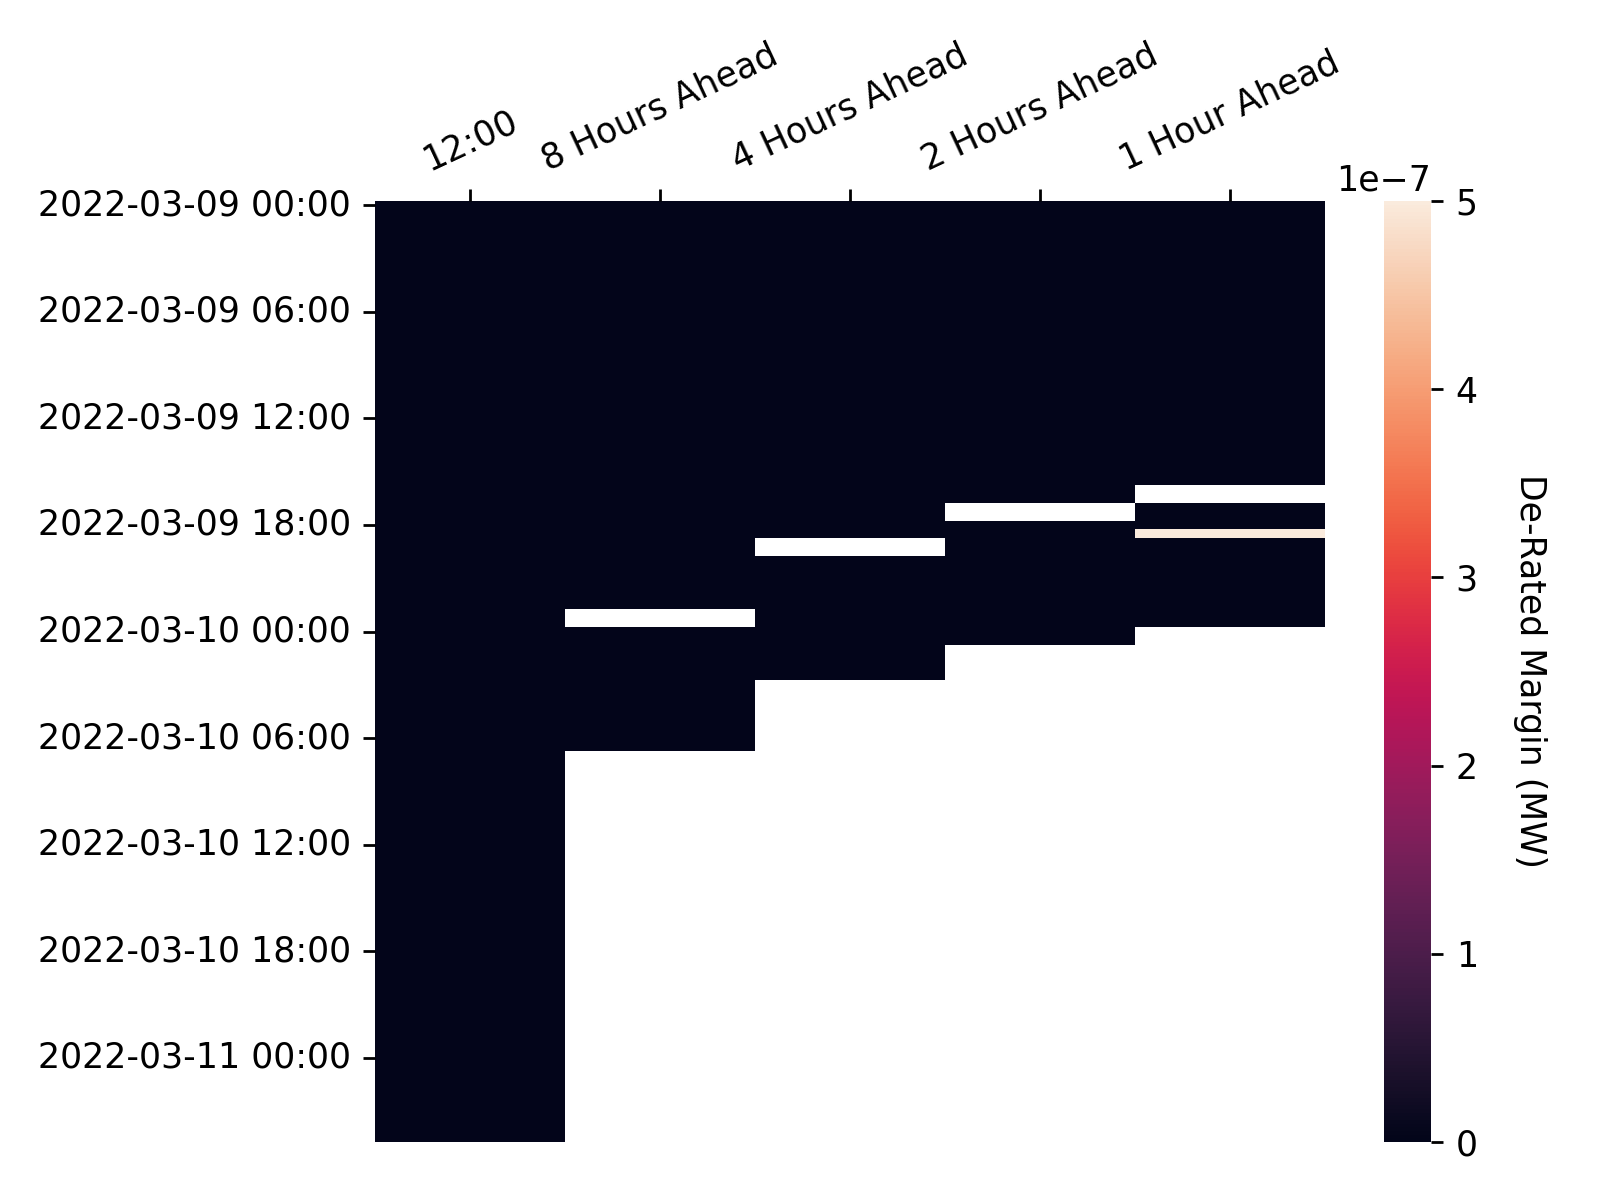 12:00
8 Hours Ahead
4 Hours Ahead
2 Hours Ahead
1 Hour Ahead
2022-03-09 00:00
2022-03-09 06:00
2022-03-09 12:00
2022-03-09 18:00
2022-03-10 00:00
2022-03-10 06:00
2022-03-10 12:00
2022-03-10 18:00
2022-03-11 00:00
1e−7
5
4
3
2
1
0
De-Rated Margin (MW)